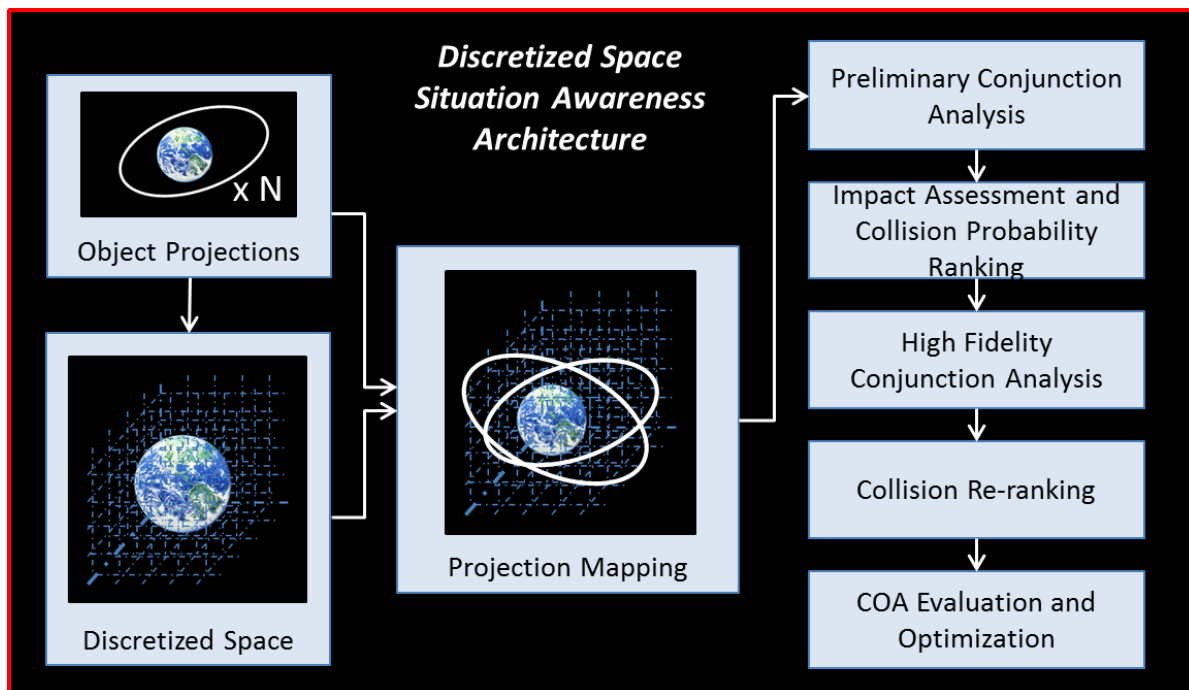 Discretized Space
Situation Awareness
Architecture
x N
Object Projections
Discretized Space
Projection Mapping
Preliminary Conjunction
Analysis
Impact Assessment and
Collision Probability
Ranking
High Fidelity
Conjunction Analysis
Collision Re-ranking
COA Evaluation and
Optimization